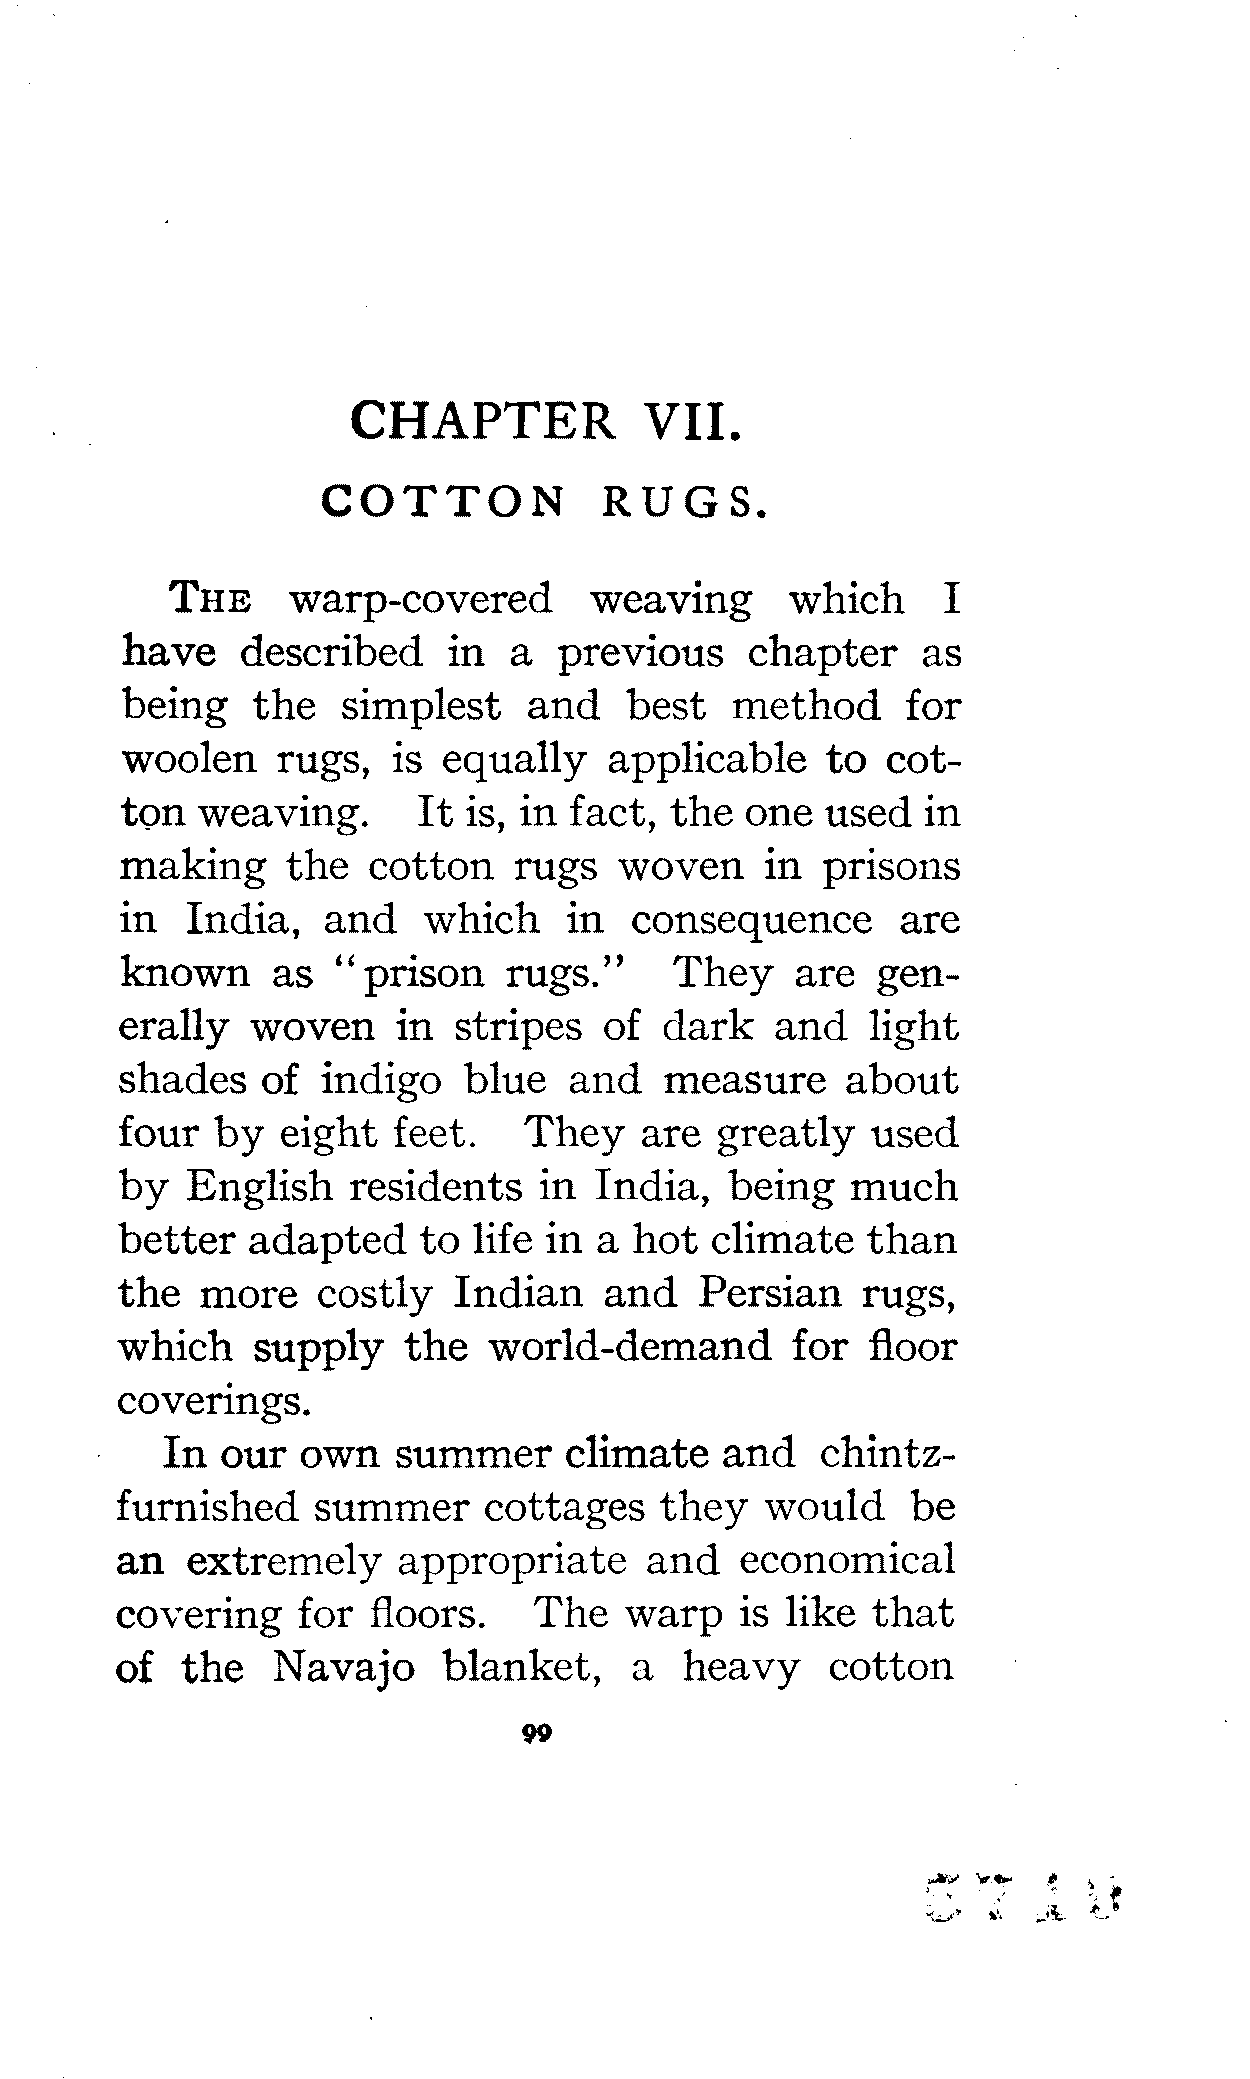 CHAPTER VII.
COTTON RUGS.
THE warp-covered weaving which I
have described in a previous chapter as
being the simplest and best method for
woolen rugs, is equally applicable to cot-
ton weaving. It is, in fact, the one used in
making the cotton rugs woven in prisons
in India, and which in consequence are
known as "prison rugs." They are gen-
erally woven in stripes of dark and light
shades of indigo blue and measure about
four by eight feet. They are greatly used
by English residents in India, being much
better adapted to life in a hot climate than
the more costly Indian and Persian rugs,
which supply the world-demand for floor
coverings.
In our own summer climate and chintz-
furnished summer cottages they would be
an extremely appropriate and economical
covering for floors. The warp is like that
of the Navajo blanket, a heavy cotton
99